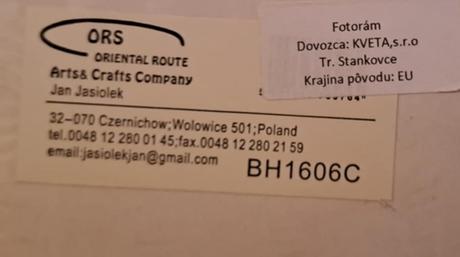 ORS
ORIENTAL ROUTE
Arts& Crafts Company
Jan Jasiolek
32-070 Czernichow;Wolowice 501;Poland
tel.0048 12 280 01 45;fax.0048 12 280 21 59
email:jasiolekjan@gmail.com
BH1606C
Fotorám
Dovozca: KVETA,s.r.o
Tr. Stankovce
Krajina pôvodu: EU